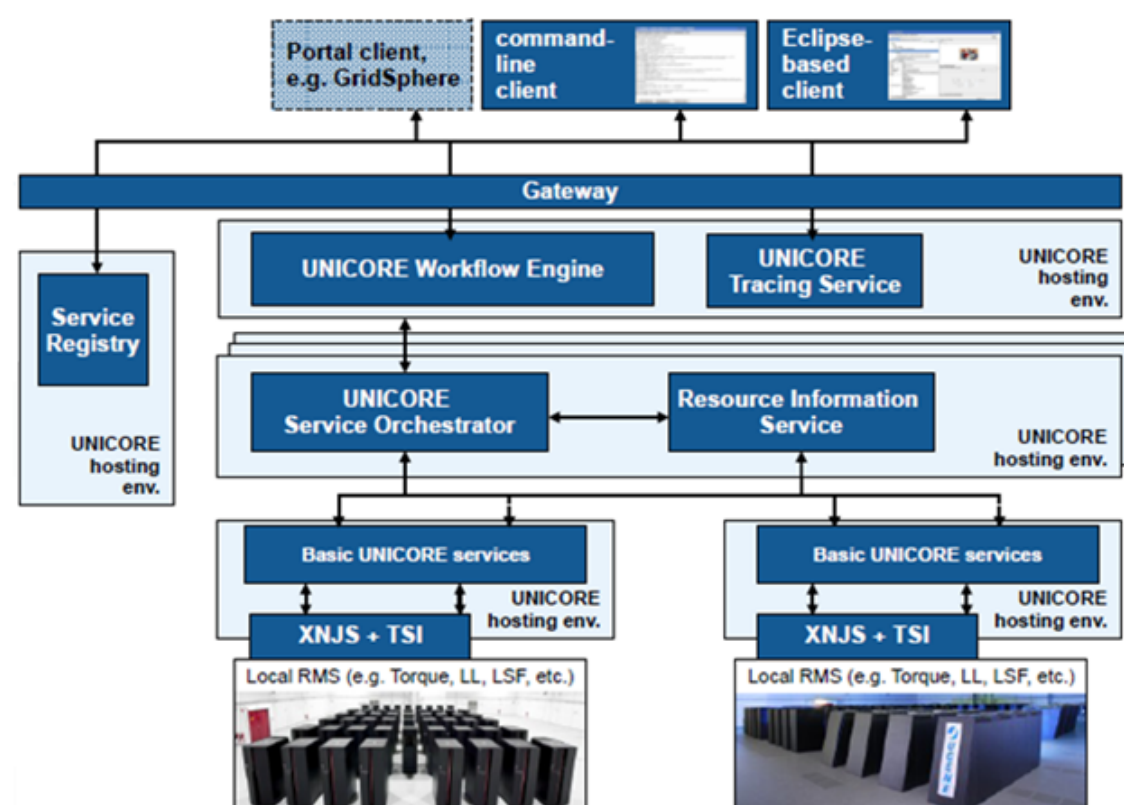 Portal client,
e.g. GridSphere
command-
line
client
Eclipse-
based
client
Gateway
UNICORE Workflow Engine
UNICORE
Tracing Service
UNICORE
hosting
env.
Service
Registry
UNICORE
hosting
env.
UNICORE
Service Orchestrator
Resource Information
Service
UNICORE
hosting env.
Basic UNICORE services
UNICORE
hosting env.
XNJS + TSI
Local RMS (e.g. Torque, LL, LSF, etc.)
Basic UNICORE services
UNICORE
hosting env.
XNJS + TSI
Local RMS (e.g. Torque, LL, LSF, etc.)